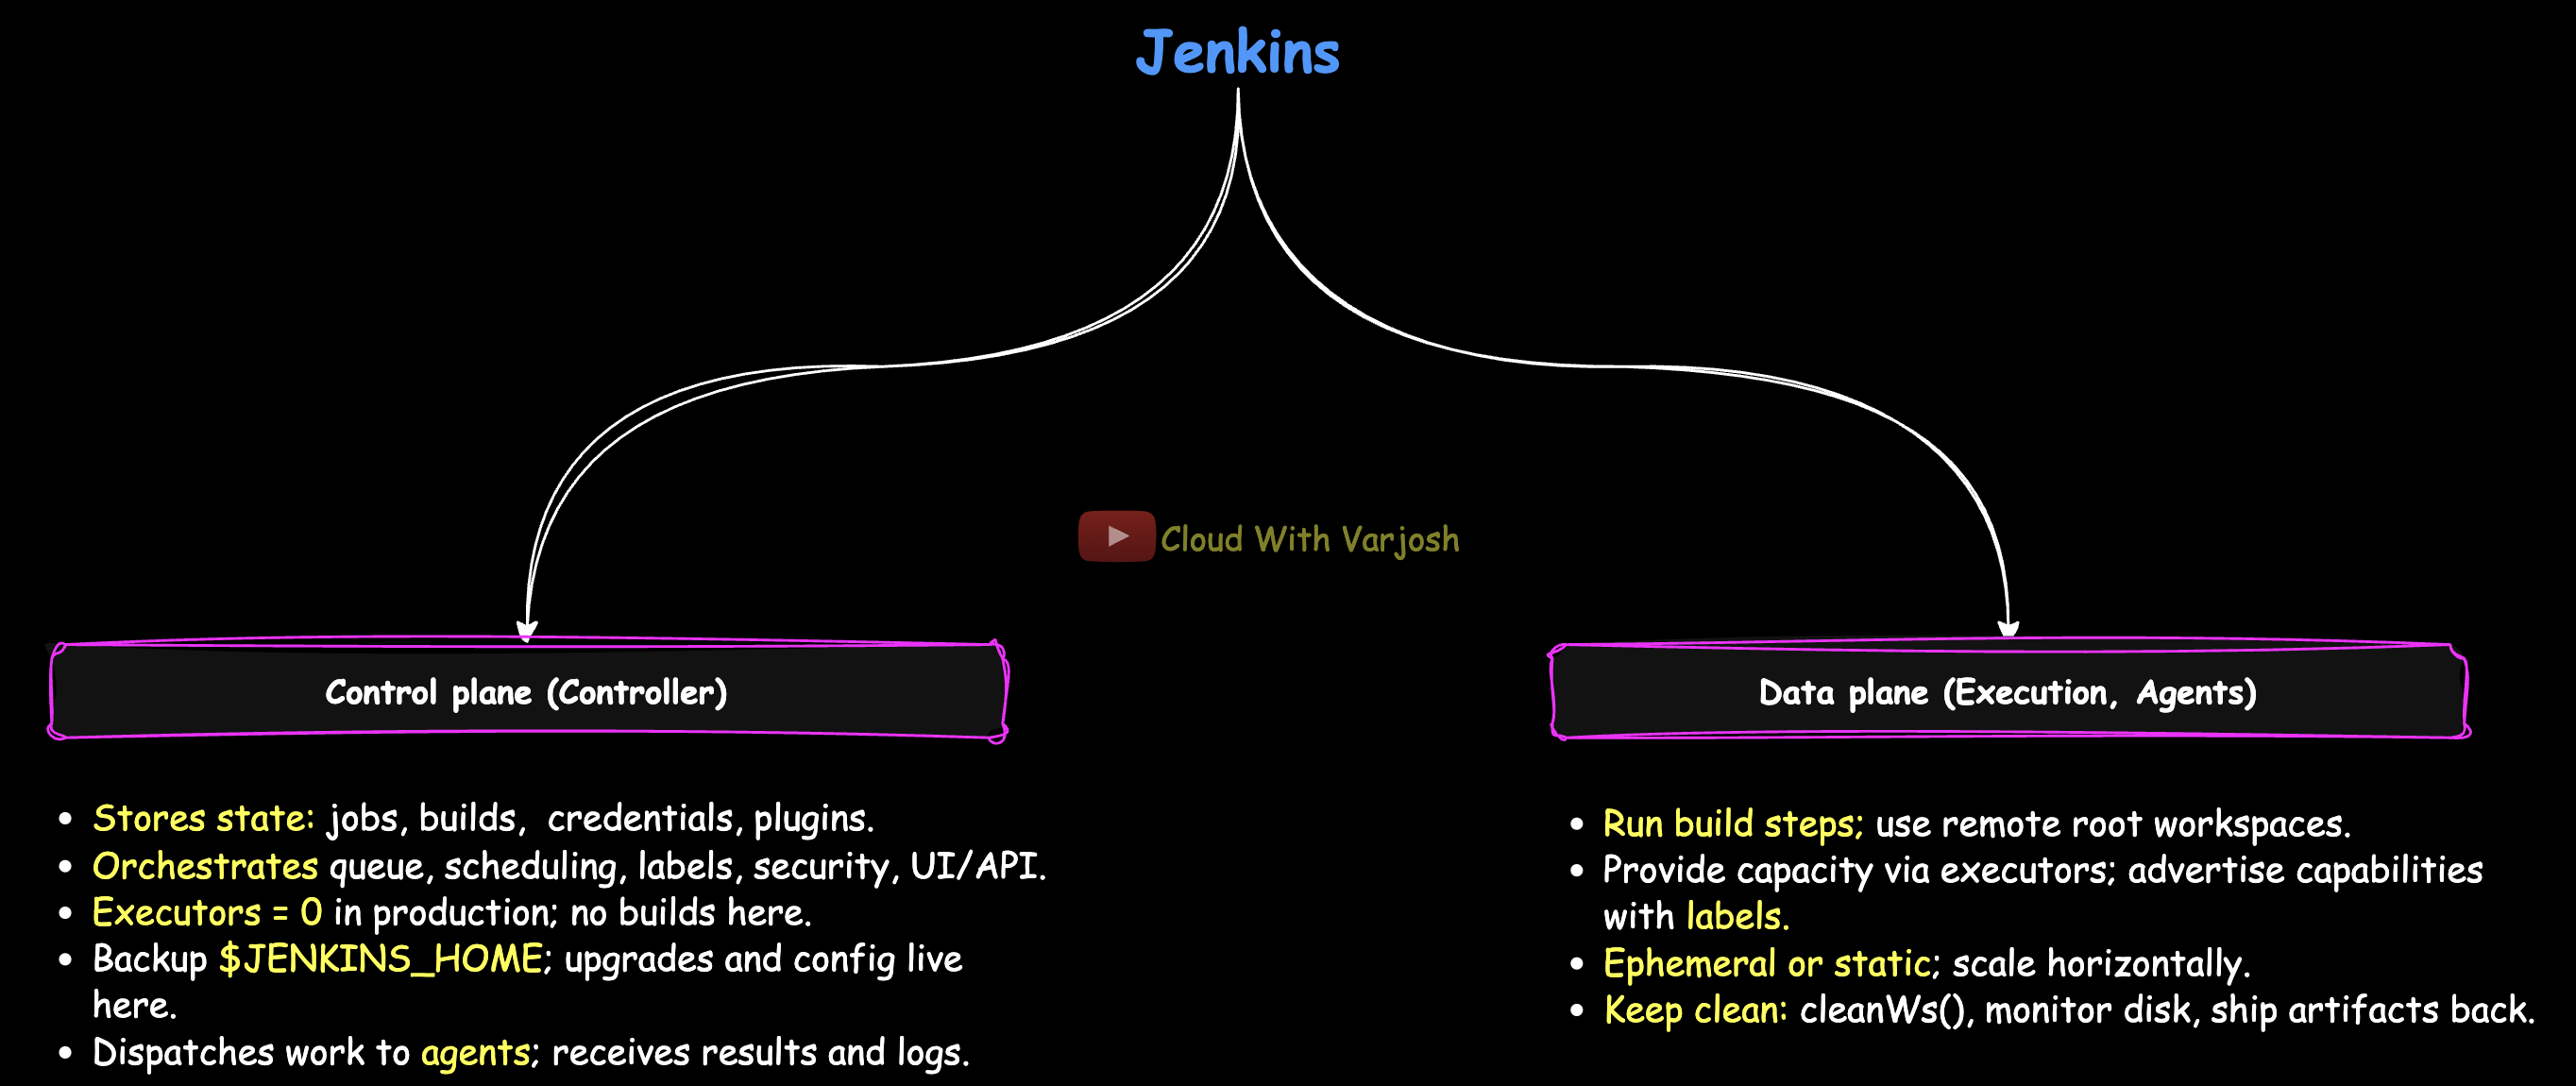 Jenkins
Cloud With Varjosh
Control plane (Controller)
• Stores state: jobs, builds, credentials, plugins.
• Orchestrates queue, scheduling, labels, security, UI/API.
• Executors = 0 in production; no builds here.
• Backup $JENKINS_HOME; upgrades and config live
here.
• Dispatches work to agents; receives results and logs.
Data plane (Execution, Agents)
• Run build steps; use remote root workspaces.
• Provide capacity via executors; advertise capabilities
with labels.
• Ephemeral or static; scale horizontally.
• Keep clean: cleanWs(), monitor disk, ship artifacts back.